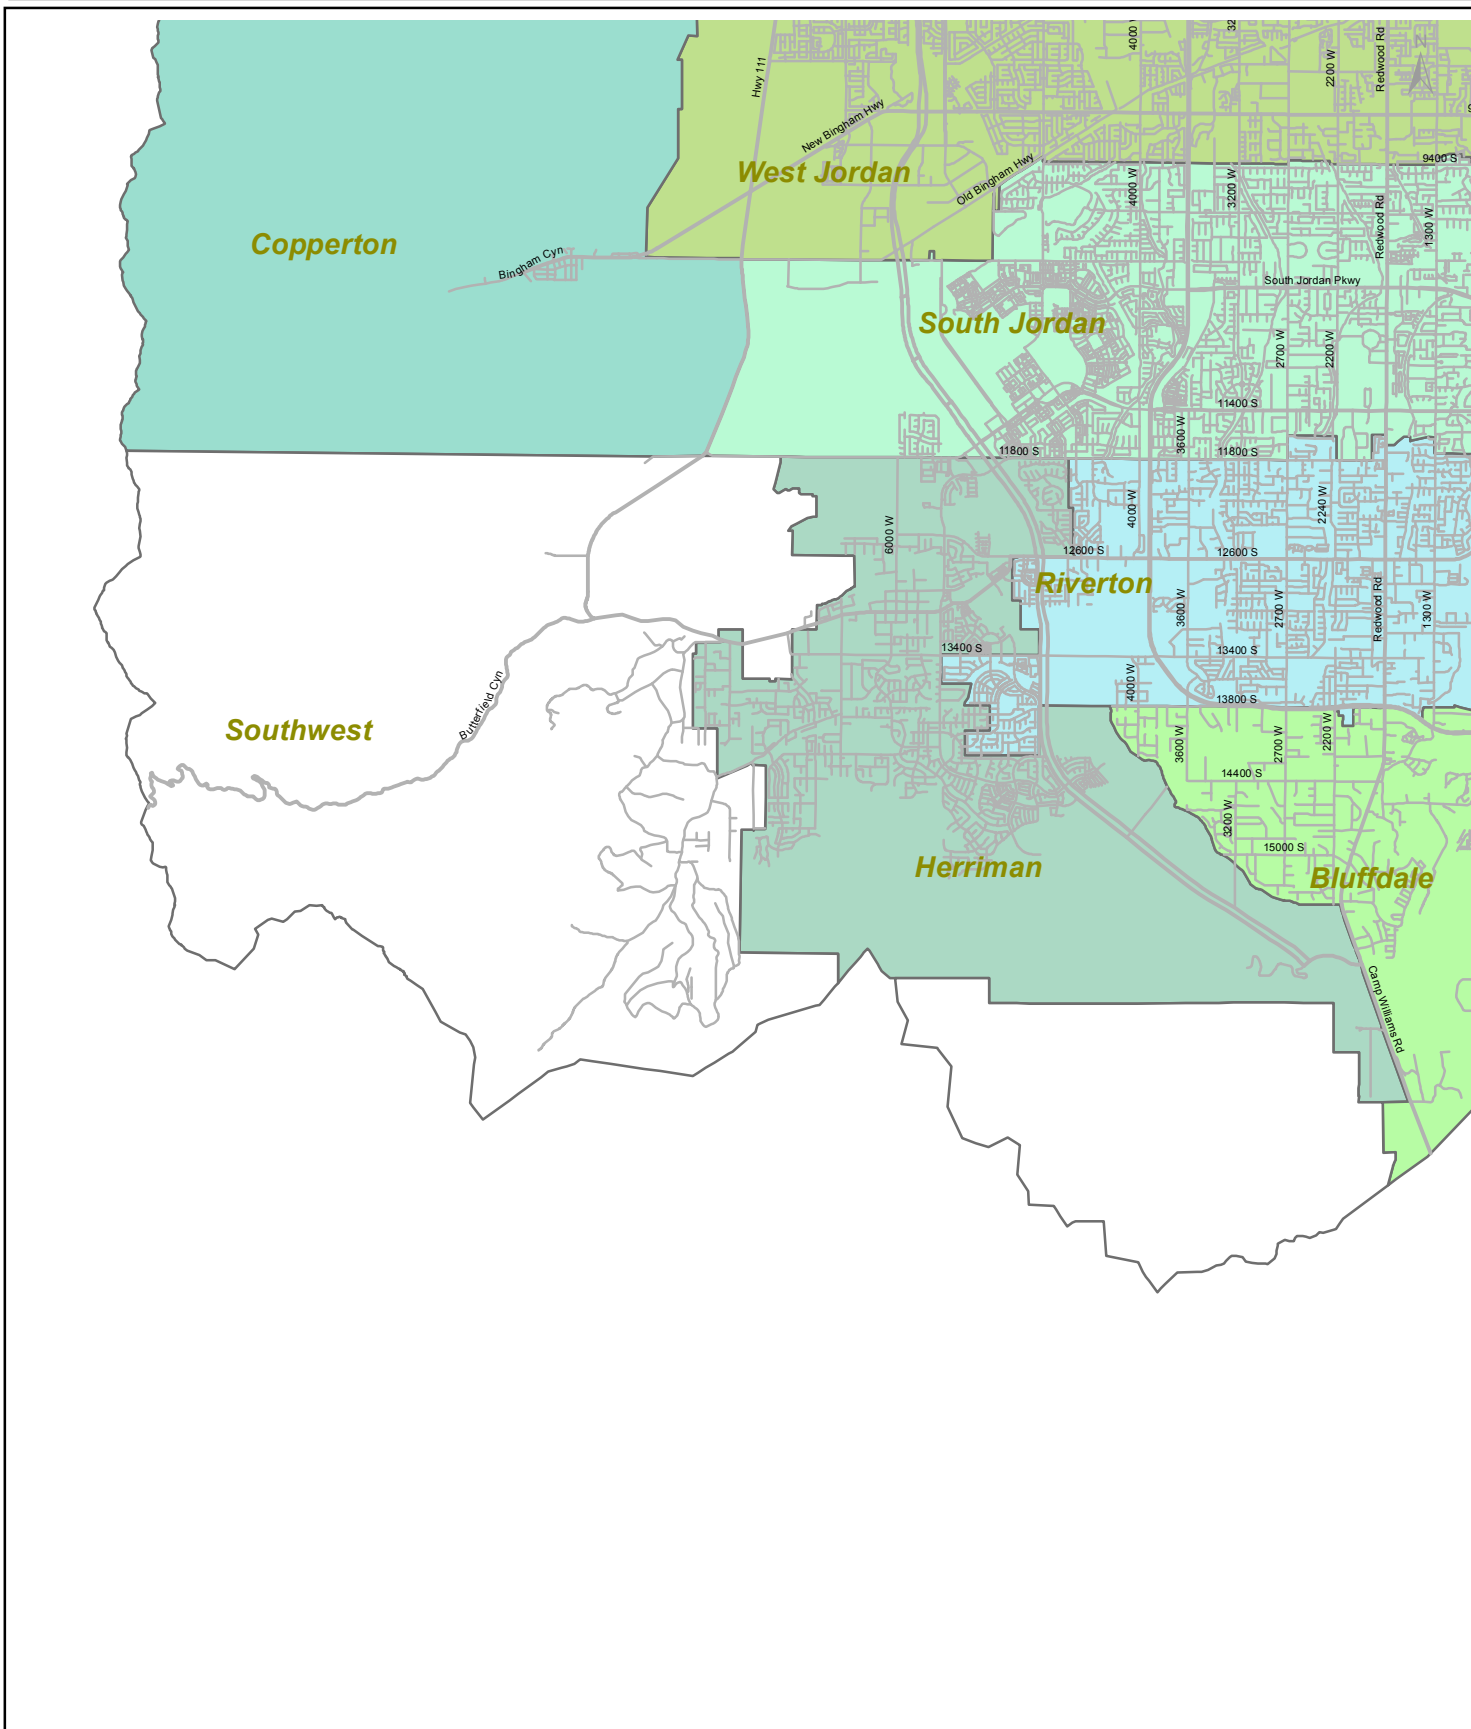 4000 W
2200 W
Redwood Rd
N
Hwy 111
New Bingham Hwy
West Jordan
Old Bingham Hwy
9400 S
4000 W
3200 W
Redwood Rd
1300 W
Copperton
Bingham Cyn
South Jordan Pkwy
South Jordan
2700 W
2200 W
11400 S
3600 W
11800 S
11800 S
6000 W
4000 W
2240 W
12600 S
12600 S
Riverton
3600 W
2700 W
Redwood Rd
1300 W
13400 S
13400 S
4000 W
13800 S
Butterfield Cyn
Southwest
3600 W
2700 W
2200 W
14400 S
3200 W
15000 S
Herriman
Bluffdale
Camp Williams Rd